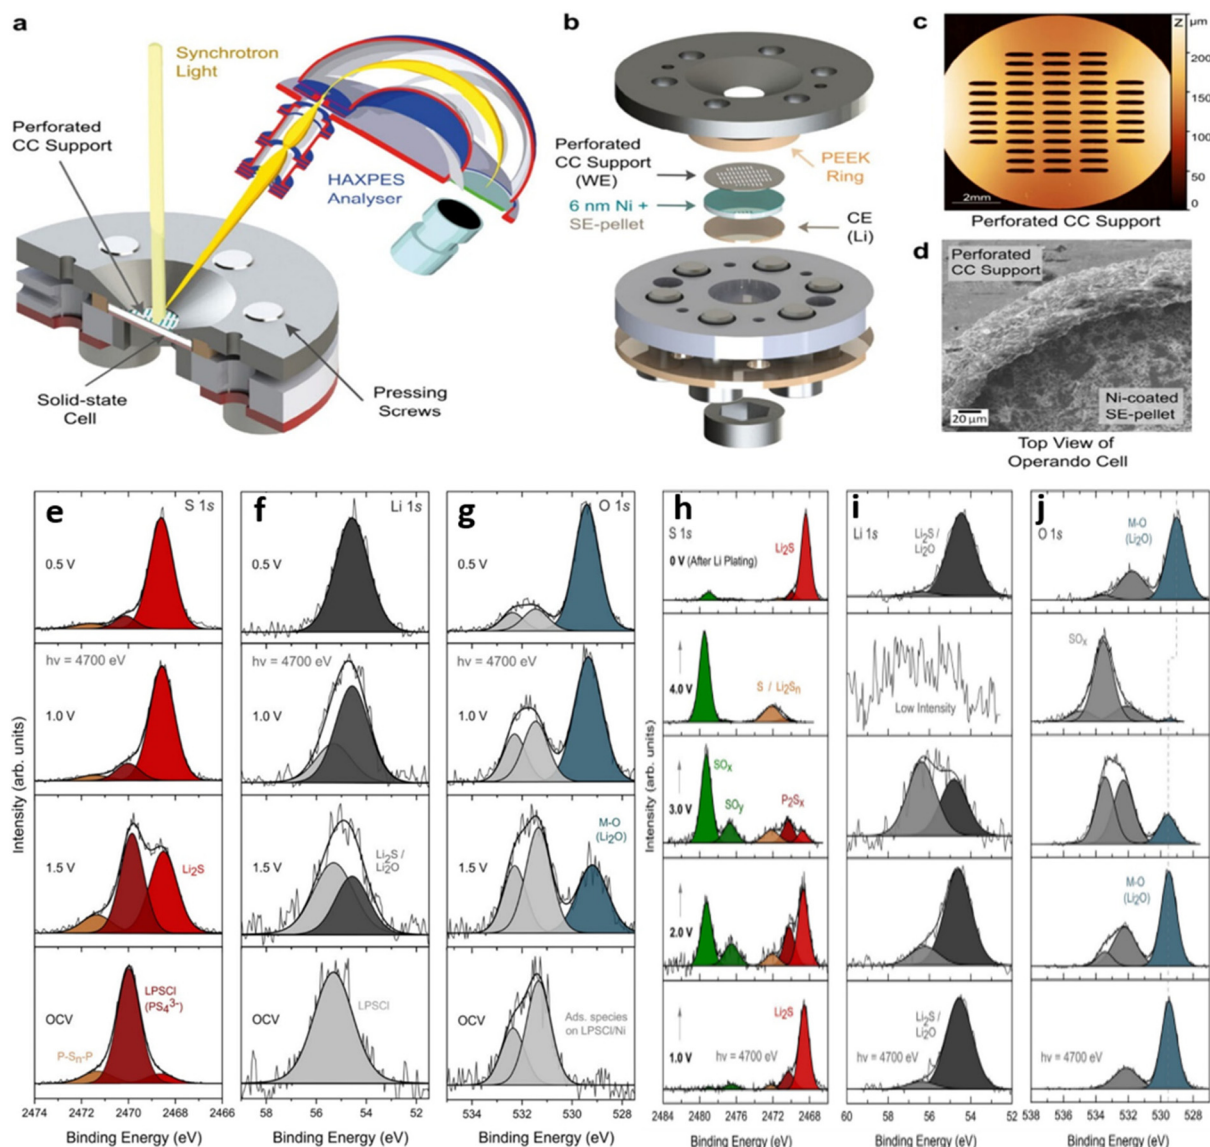 a
Synchrotron
Light
Perforated
CC Support
HAXPES
Analyser
Solid-state
Cell
Pressing
Screws
b
Perforated
CC Support
(WE)
PEEK
Ring
6 nm Ni +
SE-pellet
CE
(Li)
c
Z µm
200
150
100
50
0
2mm
Perforated CC Support
d
Perforated
CC Support
Ni-coated
SE-pellet
20 µm
Top View of
Operando Cell
e
S 1s
0.5 V
hν = 4700 eV
1.0 V
1.5 V
Li2S
LPSCl
(PS4^3-)
OCV
P-Sn-P
2474 2472 2470 2468 2466
Binding Energy (eV)
Intensity (arb. units)
f
Li 1s
0.5 V
hν = 4700 eV
1.0 V
1.5 V
Li2S /
Li2O
LPSCl
OCV
58 55 52
Binding Energy (eV)
g
O 1s
0.5 V
hν = 4700 eV
1.0 V
M-O
(Li2O)
1.5 V
Ads. species
on LPSCl/Ni
OCV
534 532 530 528
Binding Energy (eV)
h
S 1s
0 V (After Li Plating)
Li2S
4.0 V
S / Li2Sn
SOx
SOy
P2Sx
3.0 V
2.0 V
Li2S
1.0 V
hν = 4700 eV
2484 2480 2476 2472 2468
Binding Energy (eV)
Intensity (arb. units)
i
Li 1s
Li2S /
Li2O
Low Intensity
Li2S /
Li2O
hν = 4700 eV
60 58 56 54 52
Binding Energy (eV)
j
O 1s
M-O
(Li2O)
SOx
M-O
(Li2O)
hν = 4700 eV
538 536 534 532 530 528
Binding Energy (eV)